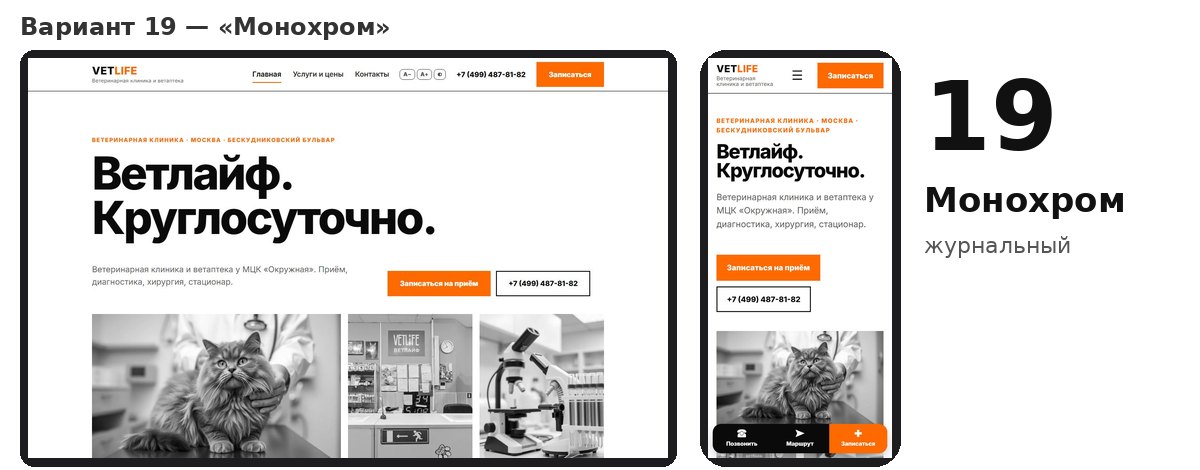 Вариант 19 — «Монохром»
VETLIFE
Ветеринарная клиника и ветаптека
Главная Услуги и цены Контакты A− A+ +7 (499) 487-81-82 Записаться
ВЕТЕРИНАРНАЯ КЛИНИКА · МОСКВА · БЕСКУДНИКОВСКИЙ БУЛЬВАР
Ветлайф.
Круглосуточно.
Ветеринарная клиника и ветаптека у МЦК «Окружная». Приём,
диагностика, хирургия, стационар.
Записаться на приём +7 (499) 487-81-82
VETLIFE
ВЕТЛАЙФ
VETLIFE
Ветеринарная
клиника и ветаптека
Записаться
ВЕТЕРИНАРНАЯ КЛИНИКА · МОСКВА ·
БЕСКУДНИКОВСКИЙ БУЛЬВАР
Ветлайф.
Круглосуточно.
Ветеринарная клиника и ветаптека у
МЦК «Окружная». Приём,
диагностика, хирургия, стационар.
Записаться на приём
+7 (499) 487-81-82
Позвонить Маршрут Записаться
19
Монохром
журнальный